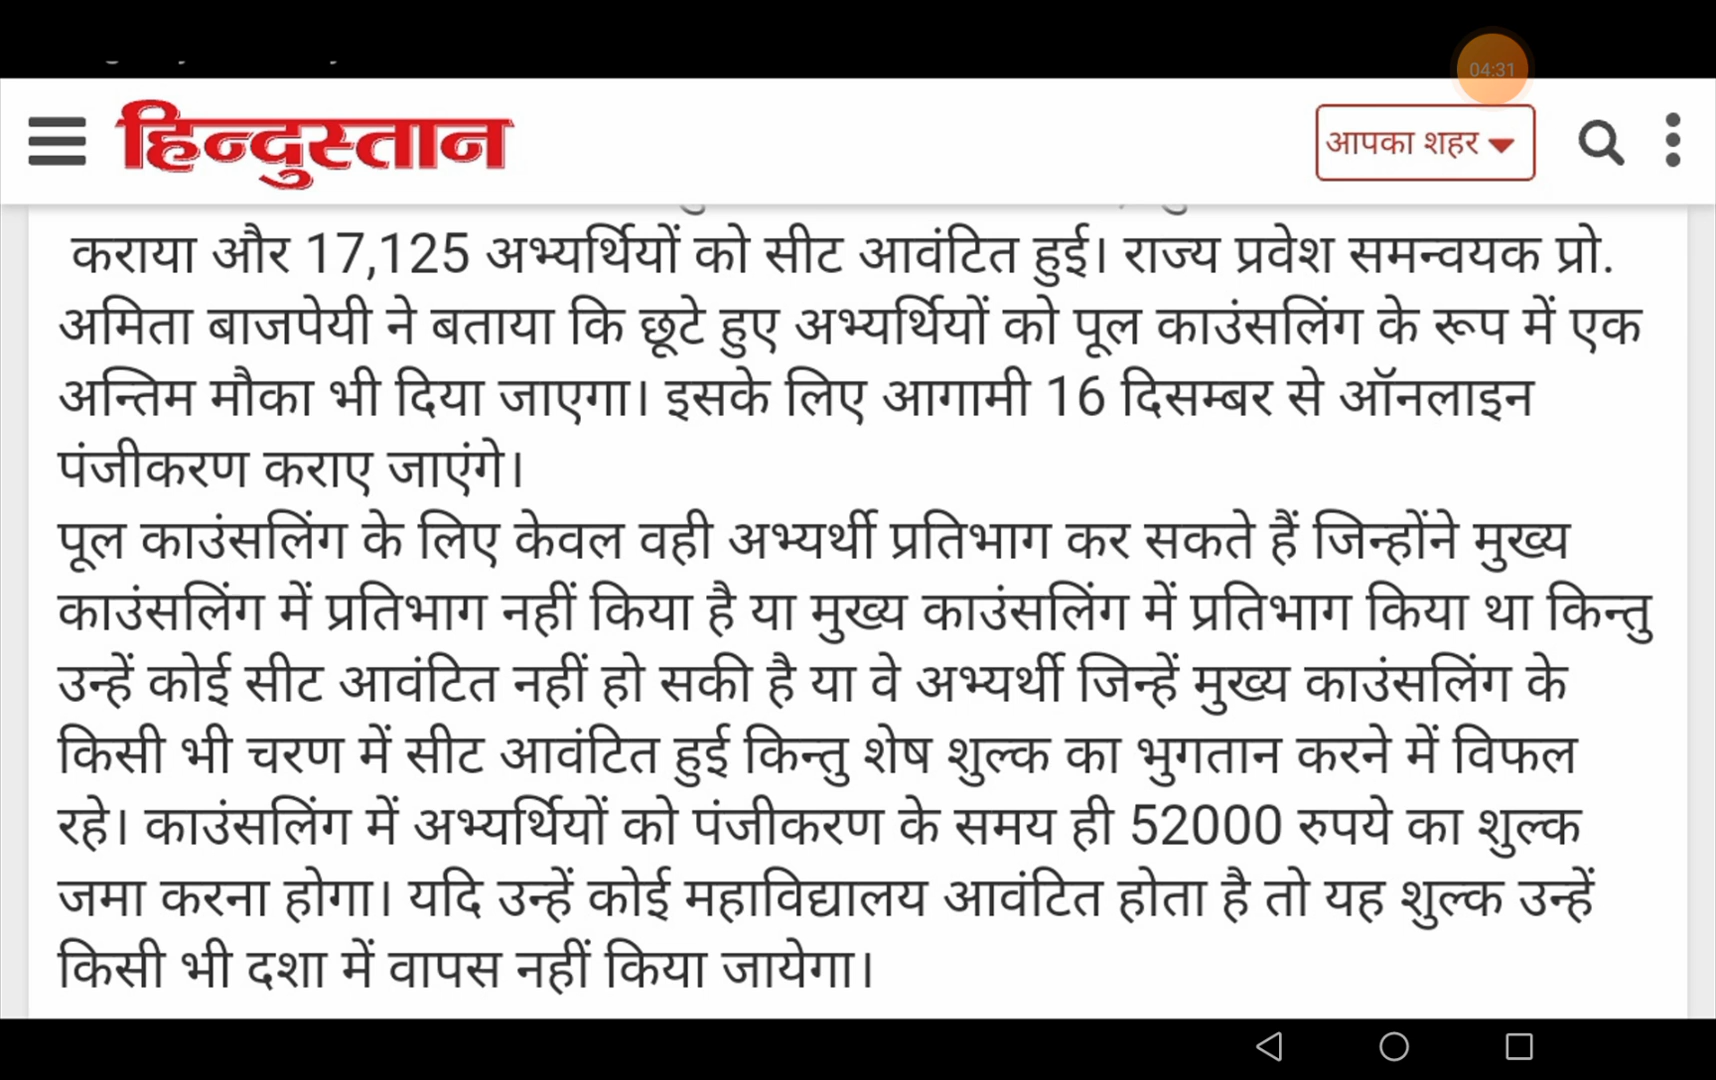 04:31
हिन्दुस्तान
आपका शहर
कराया और 17,125 अभ्यर्थियों को सीट आवंटित हुई। राज्य प्रवेश समन्वयक प्रो.
अमिता बाजपेयी ने बताया कि छूटे हुए अभ्यर्थियों को पूल काउंसलिंग के रूप में एक
अन्तिम मौका भी दिया जाएगा। इसके लिए आगामी 16 दिसम्बर से ऑनलाइन
पंजीकरण कराए जाएंगे।
पूल काउंसलिंग के लिए केवल वही अभ्यर्थी प्रतिभाग कर सकते हैं जिन्होंने मुख्य
काउंसलिंग में प्रतिभाग नहीं किया है या मुख्य काउंसलिंग में प्रतिभाग किया था किन्तु
उन्हें कोई सीट आवंटित नहीं हो सकी है या वे अभ्यर्थी जिन्हें मुख्य काउंसलिंग के
किसी भी चरण में सीट आवंटित हुई किन्तु शेष शुल्क का भुगतान करने में विफल
रहे। काउंसलिंग में अभ्यर्थियों को पंजीकरण के समय ही 52000 रुपये का शुल्क
जमा करना होगा। यदि उन्हें कोई महाविद्यालय आवंटित होता है तो यह शुल्क उन्हें
किसी भी दशा में वापस नहीं किया जायेगा।